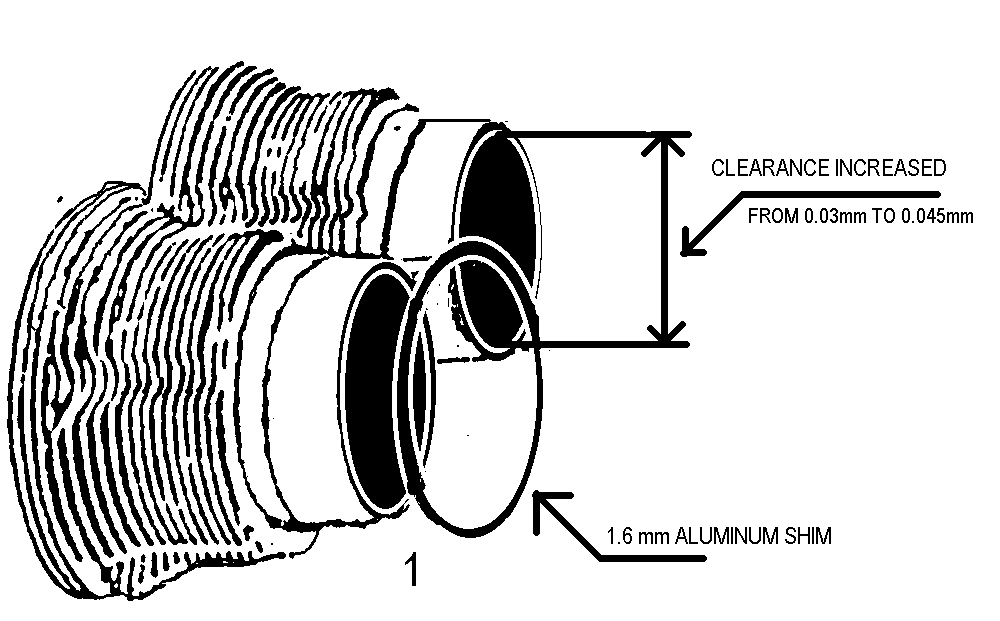 CLEARANCE INCREASED
FROM 0.03mm TO 0.045mm
1.6 mm ALUMINUM SHIM
1